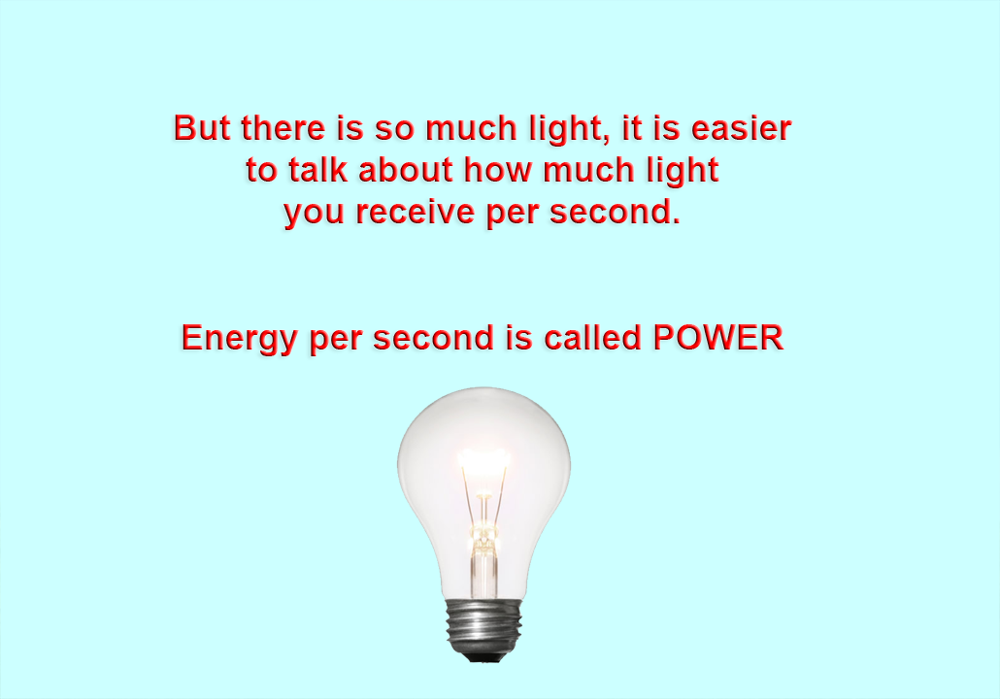 But there is so much light, it is easier
to talk about how much light
you receive per second.
Energy per second is called POWER